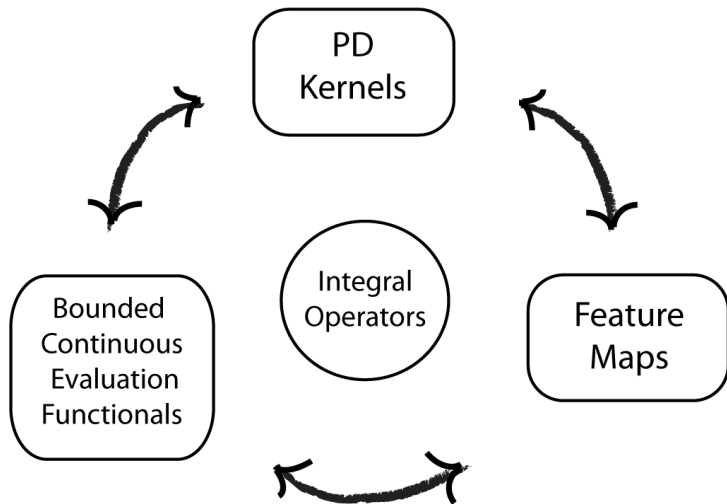 PD
Kernels
Integral
Operators
Bounded
Continuous
Evaluation
Functionals
Feature
Maps